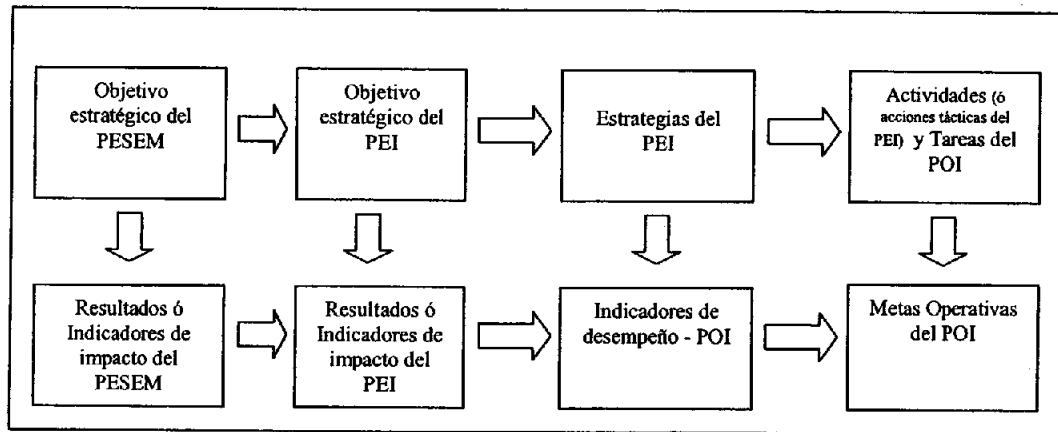 Objetivo
estratégico del
PESEM
Objetivo
estratégico del
PEI
Estrategias del
PEI
Actividades (ó
acciones tácticas del
PEI) y Tareas del
POI
Resultados ó
Indicadores de
impacto del
PESEM
Resultados ó
Indicadores de
impacto del
PEI
Indicadores de
desempeño - POI
Metas Operativas
del POI